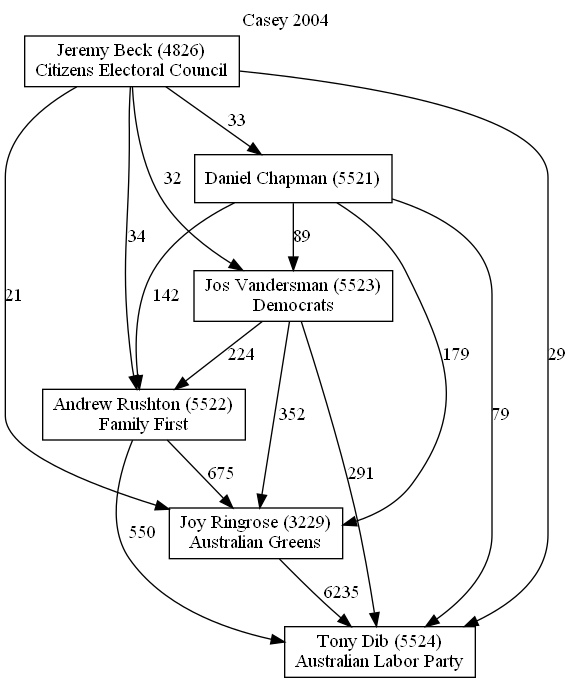 Casey 2004
Jeremy Beck (4826)
Citizens Electoral Council
33
Daniel Chapman (5521)
32
34
89
Jos Vandersman (5523)
Democrats
21
142
224
179
29
Andrew Rushton (5522)
Family First
352
79
675
291
Joy Ringrose (3229)
Australian Greens
550
6235
Tony Dib (5524)
Australian Labor Party